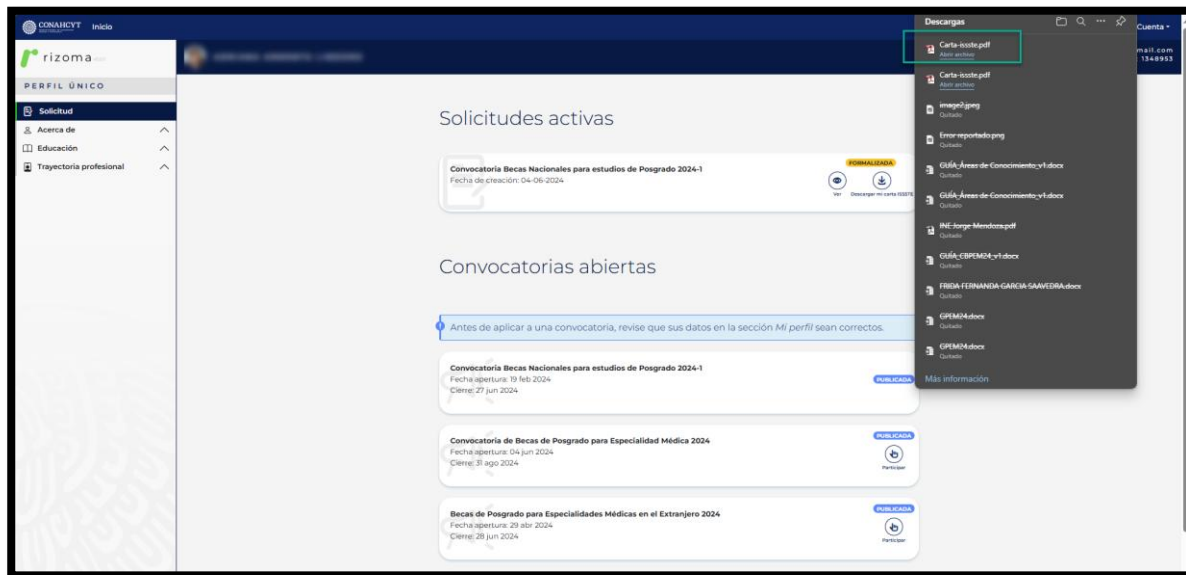 CONAHCYT Inicio
Cuenta
rizoma
mail.com
1340953
PERFIL ÚNICO
Solicitud
Acerca de
Educación
Trayectoria profesional
Solicitudes activas
Convocatoria Becas Nacionales para estudios de Posgrado 2024-1
Fecha de creación: 04-06-2024
FORMALIZADA
Ver
Descargar mi carta ISSSTE
Convocatorias abiertas
Antes de aplicar a una convocatoria, revise que sus datos en la sección Mi perfil sean correctos.
Convocatoria Becas Nacionales para estudios de Posgrado 2024-1
Fecha apertura: 19 feb 2024
Cierre: 27 jun 2024
PUBLICADA
Convocatoria de Becas de Posgrado para Especialidad Médica 2024
Fecha apertura: 04 jun 2024
Cierre: 31 ago 2024
PUBLICADA
Participar
Becas de Posgrado para Especialidades Médicas en el Extranjero 2024
Fecha apertura: 29 abr 2024
Cierre: 28 jun 2024
PUBLICADA
Participar
Descargas
Carta-issste.pdf
Abrir archivo
Carta-issste.pdf
Abrir archivo
image2.jpeg
Quitado
Error reportado.png
Quitado
GUÍA_Áreas de Conocimiento_v1.docx
Quitado
GUÍA_Áreas de Conocimiento_v1.docx
Quitado
INE Jorge Mendoza.pdf
Quitado
GUÍA_CBPEM24_v1.docx
Quitado
FRIDA FERNANDA GARCIA SAAVEDRA.docx
Quitado
GPEM24.docx
Quitado
GPEM24.docx
Quitado
Más información